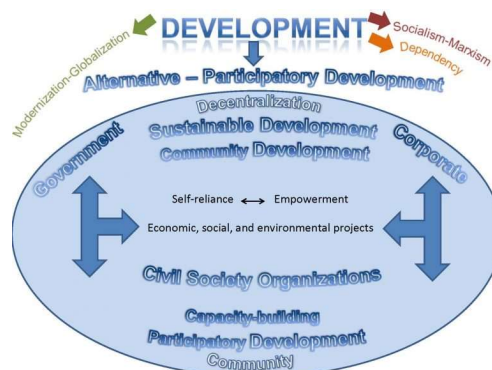 DEVELOPMENT
Modernization-Globalization
Socialism-Marxism
Dependency
Alternative – Participatory Development
Decentralization
Government
Sustainable Development
Corporate
Community Development
Self-reliance Empowerment
Economic, social, and environmental projects
Civil Society Organizations
Capacity-building
Participatory Development
Community